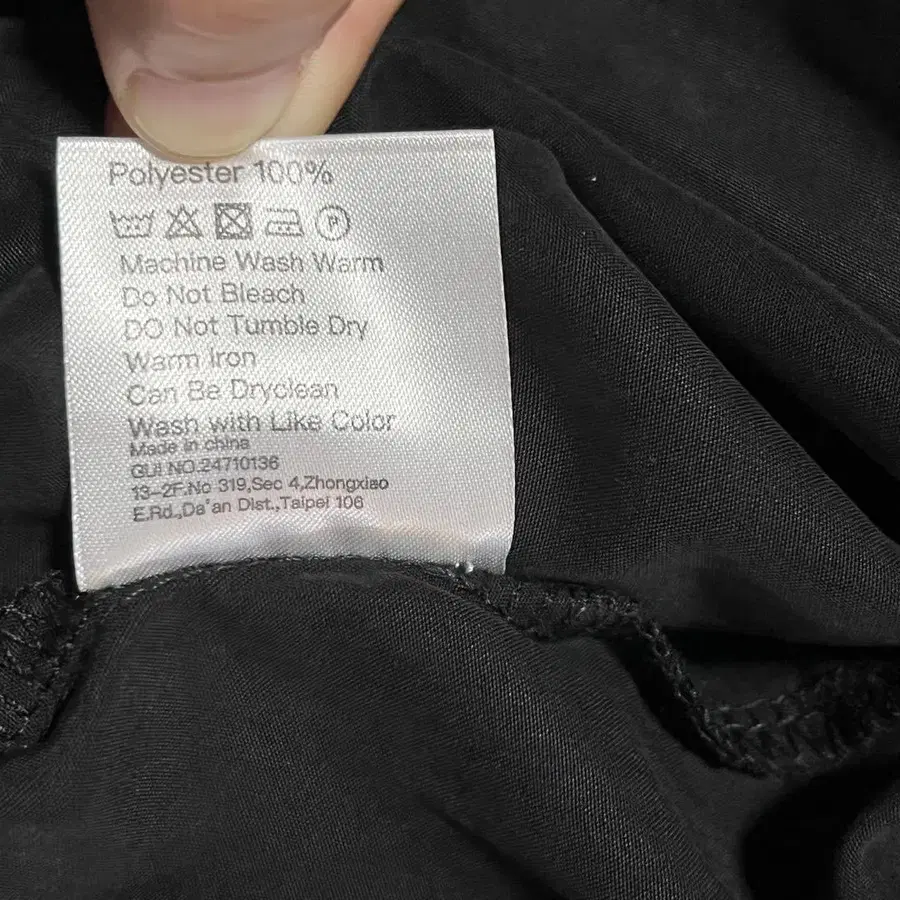 Polyester 100%
P
Machine Wash Warm
Do Not Bleach
DO Not Tumble Dry
Warm Iron
Can Be Dryclean
Wash with Like Color
Made in china
GUI NO.24710136
13-2F.No 319,Sec 4,Zhongxiao
E.Rd.,Da'an Dist.,Taipei 106